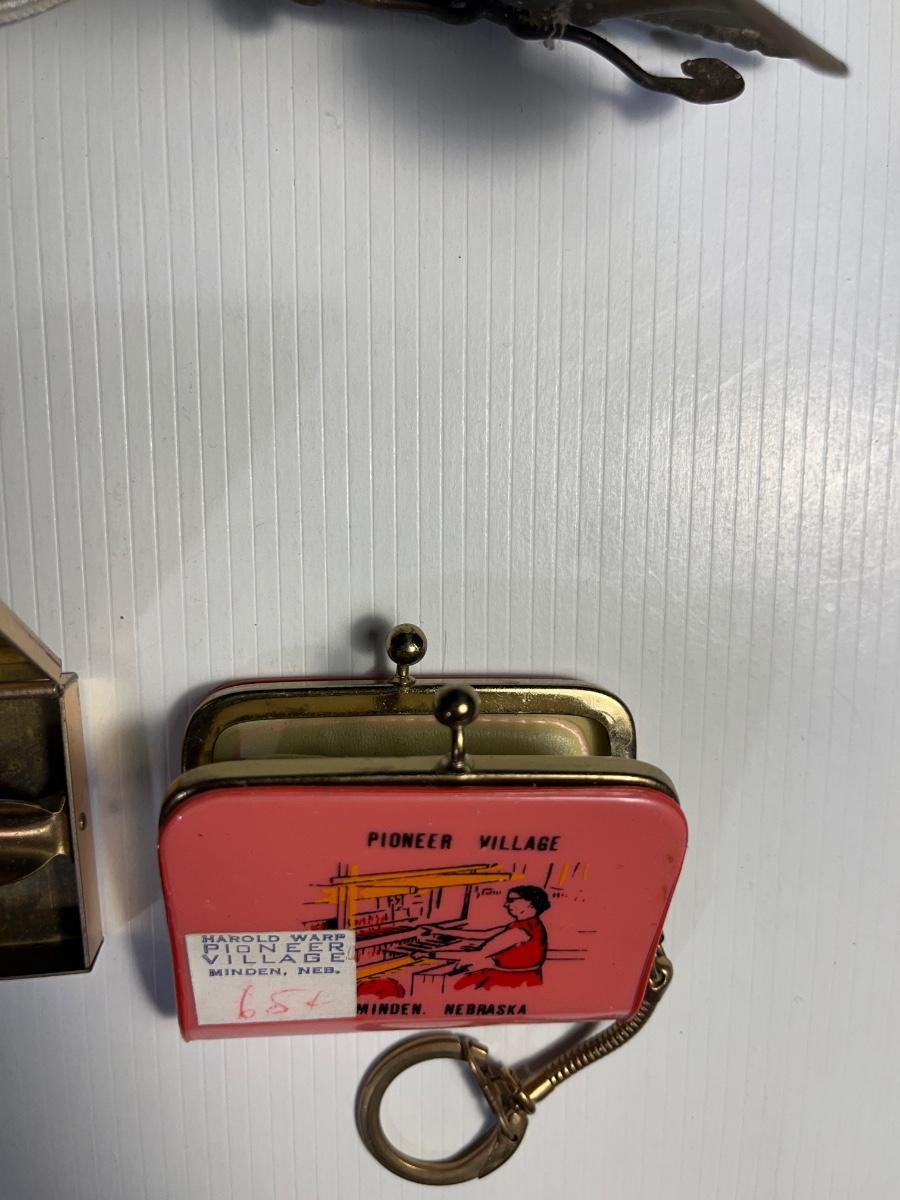 PIONEER VILLAGE
HAROLD WARP
PIONEER
VILLAGE
MINDEN, NEB.
65¢
MINDEN. NEBRASKA